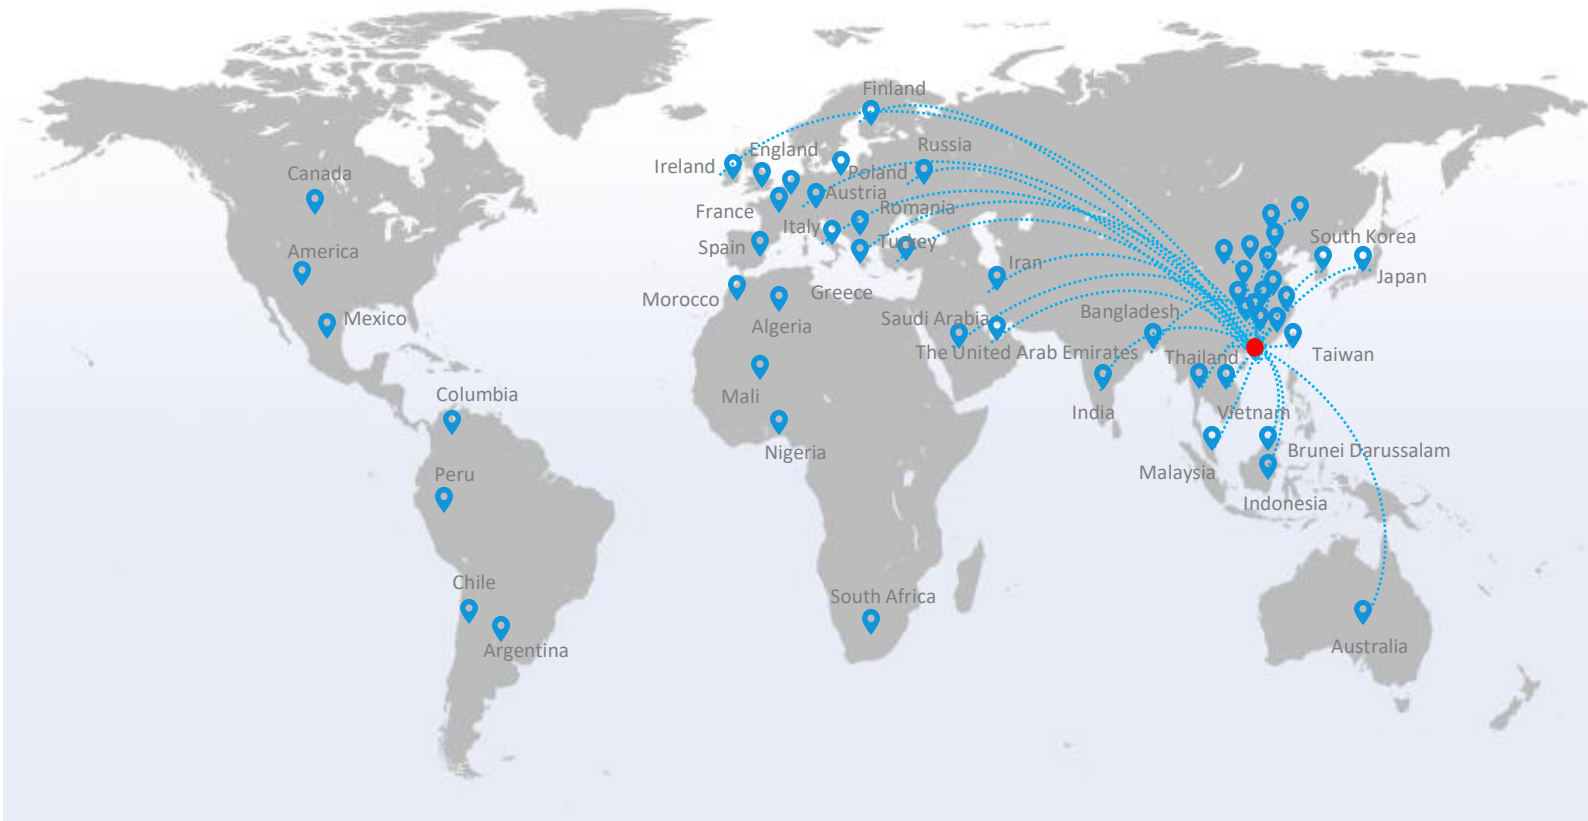 Finland
England
Russia
Ireland
Poland
Canada
Austria
France
Romania
Italy
South Korea
Spain
Turkey
America
Iran
Japan
Morocco
Greece
Mexico
Algeria
Saudi Arabia
Bangladesh
The United Arab Emirates
Thailand
Taiwan
Columbia
Mali
India
Vietnam
Nigeria
Brunei Darussalam
Peru
Malaysia
Indonesia
Chile
South Africa
Argentina
Australia